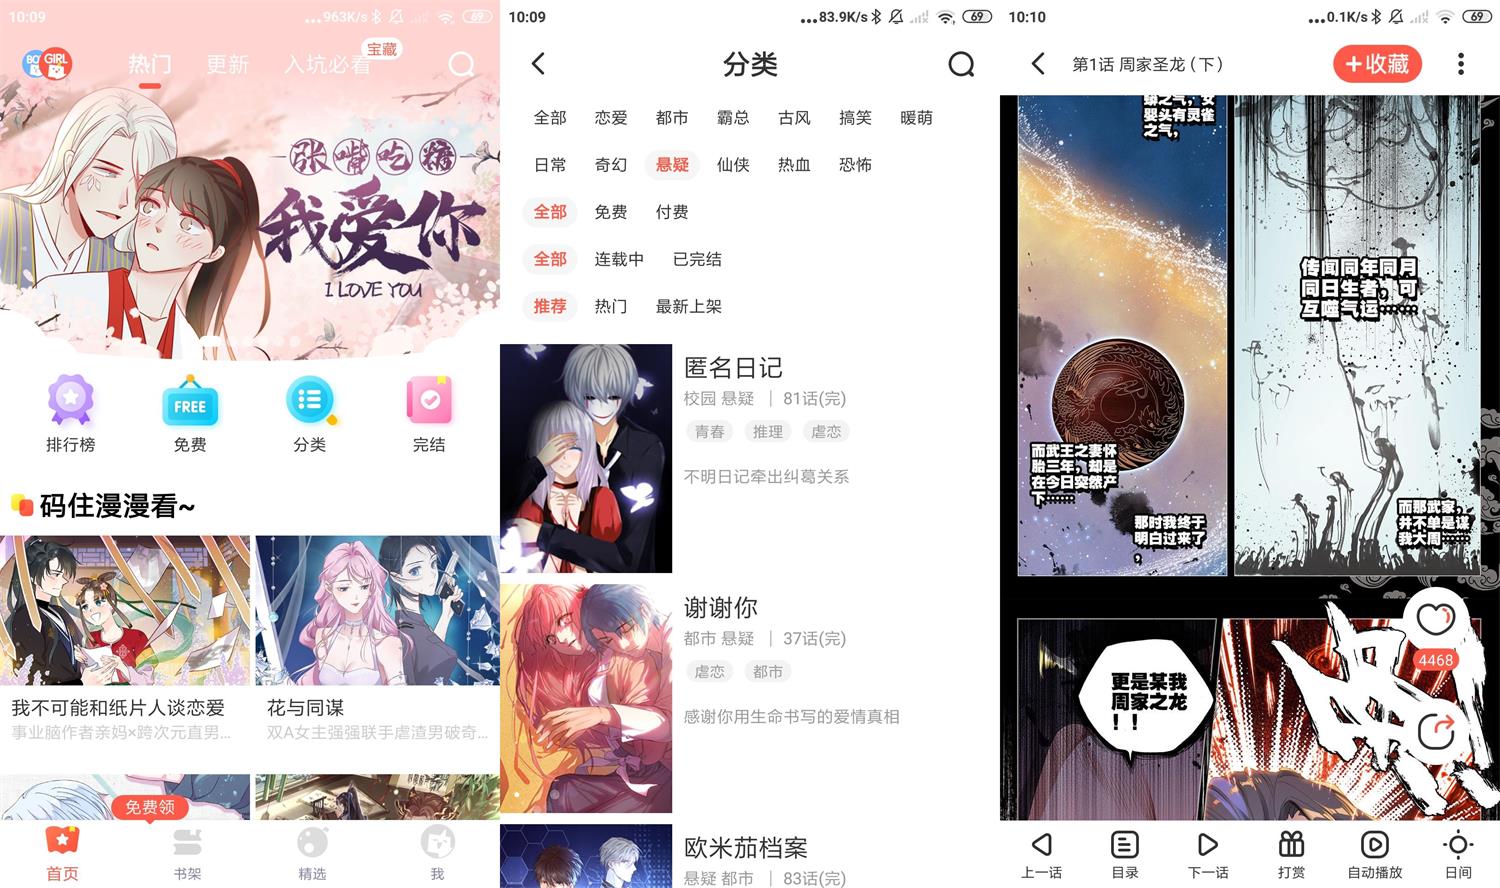 10:09
963K/s
69
BO
GIRL
热门
更新
入坑必看
宝藏
张嘴吃糖
我爱你
I LOVE YOU
FREE
排行榜
免费
分类
完结
码住漫漫看~
我不可能和纸片人谈恋爱
事业脑作者亲妈×跨次元直男...
花与同谋
双A女主强强联手虐渣男破奇...
免费领
首页
书架
精选
我
10:09
83.9K/s
69
分类
全部 恋爱 都市 霸总 古风 搞笑 暖萌
日常 奇幻 悬疑 仙侠 热血 恐怖
全部 免费 付费
全部 连载中 已完结
推荐 热门 最新上架
匿名日记
校园 悬疑 | 81话(完)
青春 推理 虐恋
不明日记牵出纠葛关系
谢谢你
都市 悬疑 | 37话(完)
虐恋 都市
感谢你用生命书写的爱情真相
欧米茄档案
悬疑 都市 | 83话(完)
10:10
0.1K/s
69
第1话 周家圣龙（下）
+收藏
婴头有灵雀
之气，
传闻同年同月
同日生者，可
互噬气运……
而武王之妻怀
胎三年，却是
在今日突然产
下……
那时我终于
明白过来了
，
而那武家，
并不单是谋
我大周……
更是某我
周家之龙
！！
4468
上一话
目录
下一话
打赏
自动播放
日间